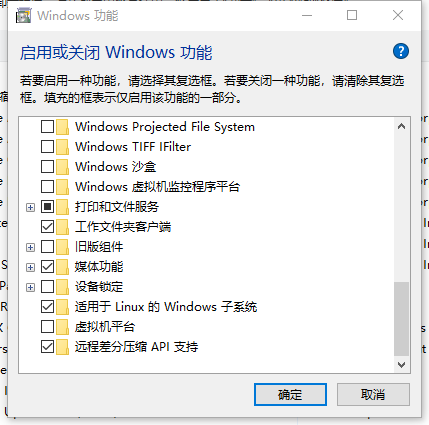 Windows 功能
启用或关闭 Windows 功能
若要启用一种功能，请选择其复选框。若要关闭一种功能，请清除其复选
框。填充的框表示仅启用该功能的一部分。
Windows Projected File System
Windows TIFF IFilter
Windows 沙盒
Windows 虚拟机监控程序平台
打印和文件服务
工作文件夹客户端
旧版组件
媒体功能
设备锁定
适用于 Linux 的 Windows 子系统
虚拟机平台
远程差分压缩 API 支持
确定
取消